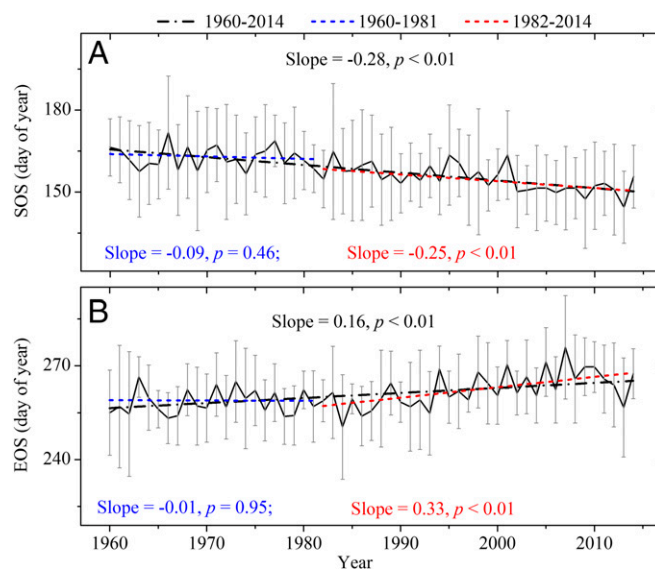 1960-2014 1960-1981 1982-2014
A
Slope = -0.28, p < 0.01
180
150
SOS (day of year)
Slope = -0.09, p = 0.46; Slope = -0.25, p < 0.01
B
Slope = 0.16, p < 0.01
270
240
EOS (day of year)
Slope = -0.01, p = 0.95; Slope = 0.33, p < 0.01
1960 1970 1980 1990 2000 2010
Year